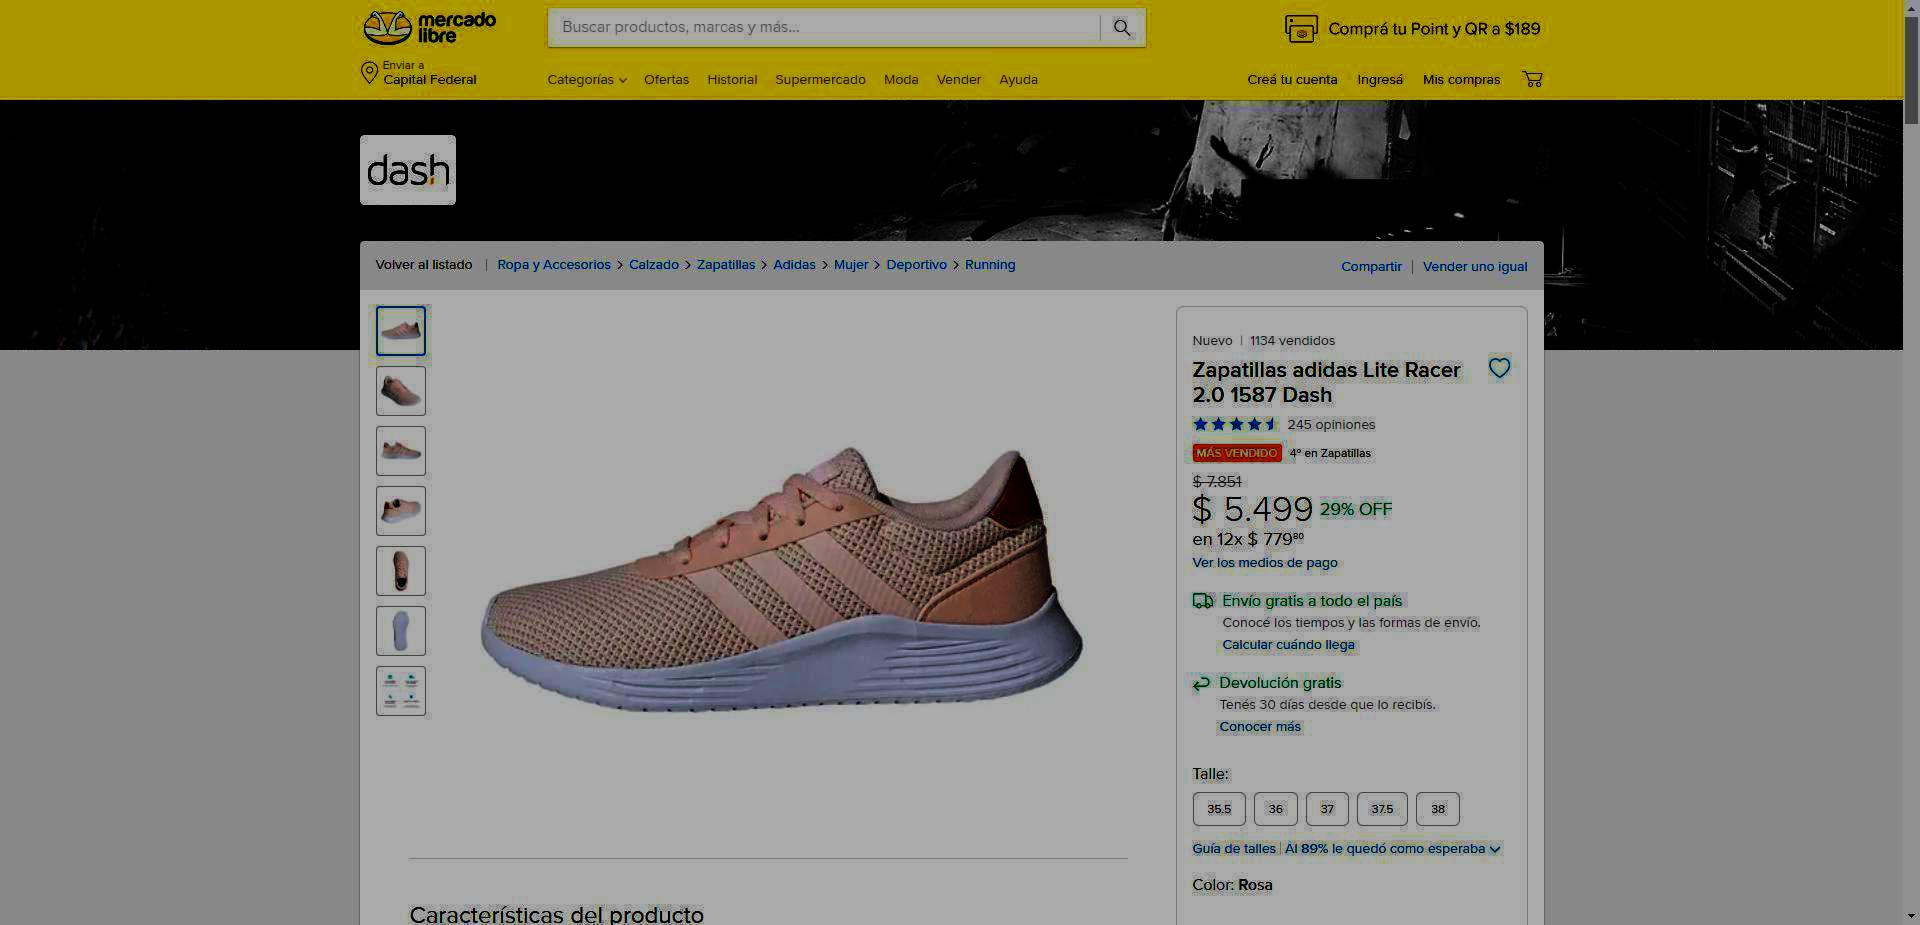 mercado
libre
Buscar productos, marcas y más...
Comprá tu Point y QR a $189
Enviar a
Capital Federal
Categorías
Ofertas
Historial
Supermercado
Moda
Vender
Ayuda
Creá tu cuenta
Ingresá
Mis compras
dash
Volver al listado | Ropa y Accesorios > Calzado > Zapatillas > Adidas > Mujer > Deportivo > Running
Compartir | Vender uno igual
Nuevo | 1134 vendidos
Zapatillas adidas Lite Racer
2.0 1587 Dash
245 opiniones
MÁS VENDIDO 4º en Zapatillas
$ 7.851
$ 5.499 29% OFF
en 12x $ 779⁸⁰
Ver los medios de pago
Envío gratis a todo el país
Conocé los tiempos y las formas de envío.
Calcular cuándo llega
Devolución gratis
Tenés 30 días desde que lo recibís.
Conocer más
Talle:
35.5 36 37 37.5 38
Guía de talles | Al 89% le quedó como esperaba
Color: Rosa
Características del producto